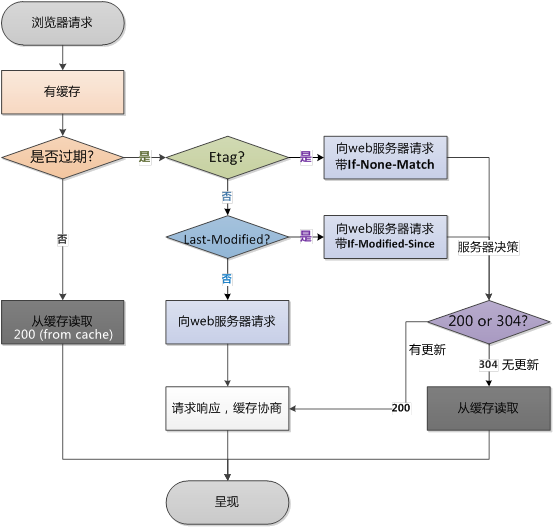 浏览器请求
有缓存
是否过期?
是
Etag?
是
向web服务器请求
带If-None-Match
否
否
Last-Modified?
是
向web服务器请求
带If-Modified-Since
服务器决策
否
从缓存读取
200 (from cache)
向web服务器请求
200 or 304?
有更新
304 无更新
请求响应，缓存协商
200
从缓存读取
呈现